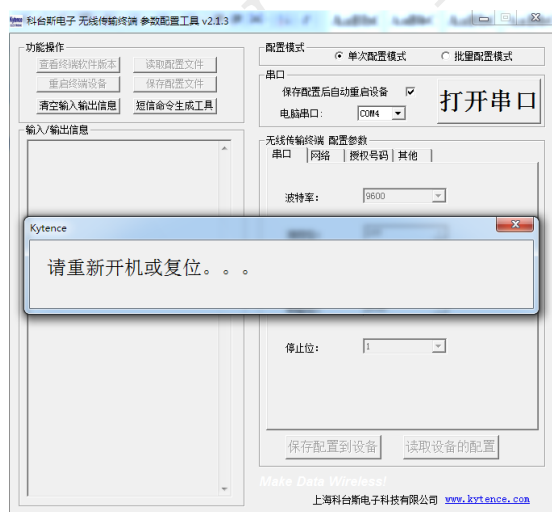 科台斯电子 无线传输终端 参数配置工具 v2.1.3
功能操作
查看终端软件版本 读取配置文件
重启终端设备 保存配置文件
清空输入输出信息 短信命令生成工具
输入/输出信息
配置模式
单次配置模式 批量配置模式
串口
保存配置后自动重启设备
电脑串口: COM4
打开串口
无线传输终端 配置参数
串口 网络 授权号码 其他
波特率: 9600
Kytence
请重新开机或复位。。。
停止位: 1
保存配置到设备 读取设备的配置
Make Data Wireless!
上海科台斯电子科技有限公司 www.kytence.com